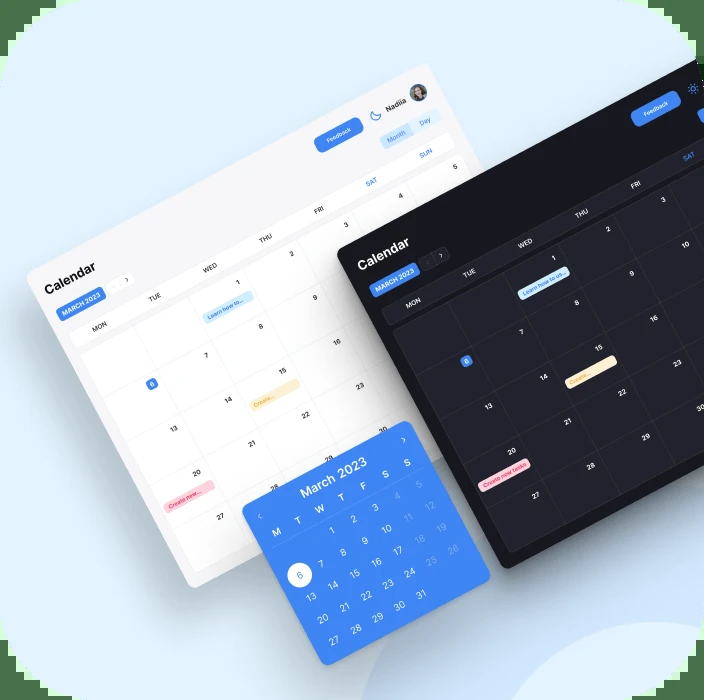 Nadiia
Feedback
Month
Day
Calendar
MARCH 2023
MON TUE WED THU FRI SAT SUN
1 2 3 4 5
Learn how to...
6 7 8 9
13 14 15 16
Create...
20 21 22 23
Create new...
27 28 29 30
Feedback
Calendar
MARCH 2023
MON TUE WED THU FRI SAT
1 2 3
Learn how to us...
6 7 8 9 10
13 14 15 16
Create...
20 21 22 23
Create new tasks
27 28 29 30
March 2023
M T W T F S S
1 2 3 4 5
6 7 8 9 10 11 12
13 14 15 16 17 18 19
20 21 22 23 24 25 26
27 28 29 30 31